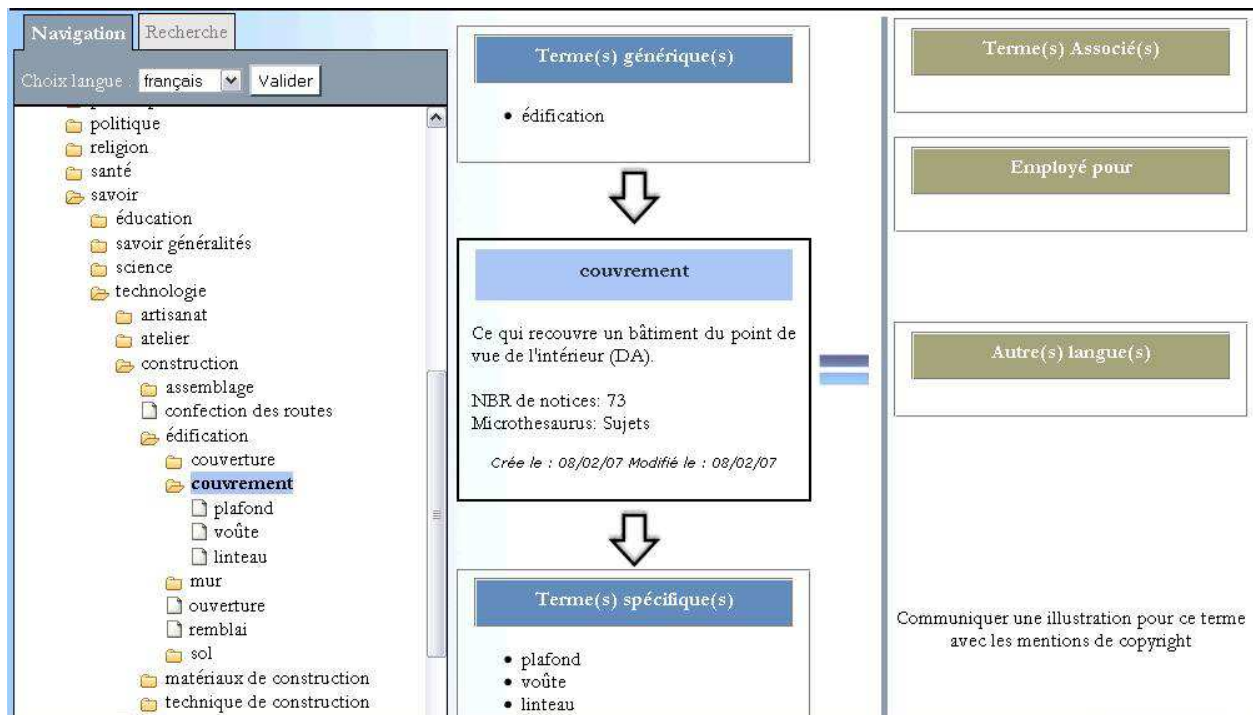 Navigation
Recherche
Choix langue : français
Valider
politique
religion
santé
savoir
éducation
savoir généralités
science
technologie
artisanat
atelier
construction
assemblage
confection des routes
édification
couverture
couvrement
plafond
voûte
linteau
mur
ouverture
remblai
sol
matériaux de construction
technique de construction
Terme(s) générique(s)
• édification
couvrement
Ce qui recouvre un bâtiment du point de
vue de l'intérieur (DA).
NBR de notices: 73
Microthesaurus: Sujets
Crée le : 08/02/07 Modifié le : 08/02/07
Terme(s) spécifique(s)
• plafond
• voûte
• linteau
Terme(s) Associé(s)
Employé pour
Autre(s) langue(s)
Communiquer une illustration pour ce terme
avec les mentions de copyright